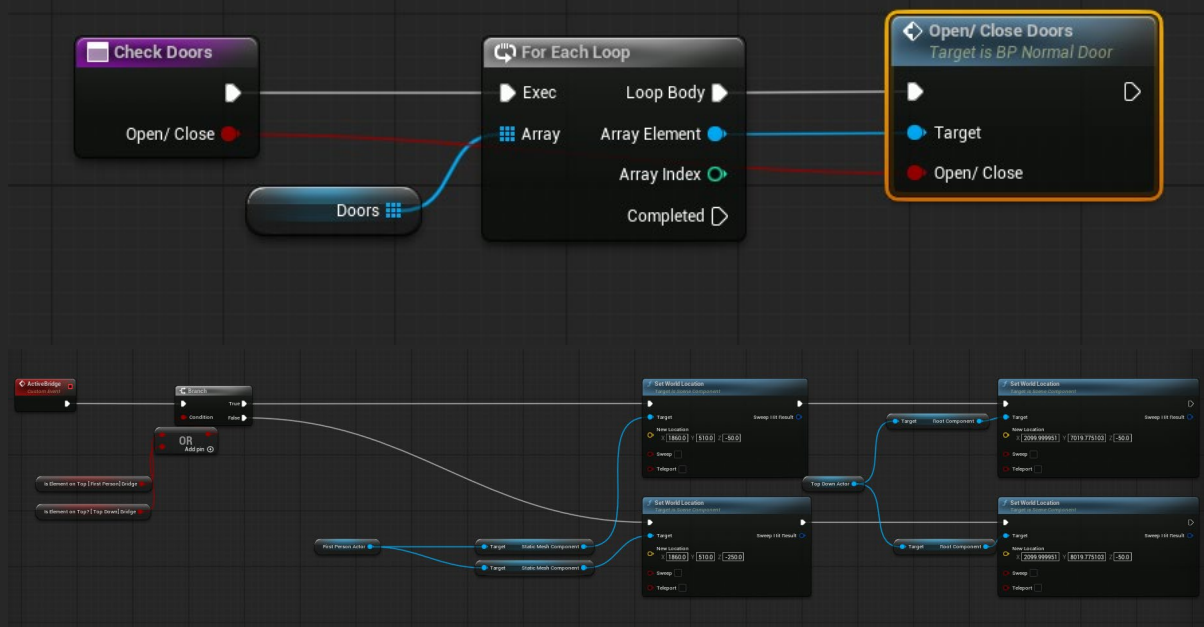 Check Doors
Open/ Close
Doors
For Each Loop
Exec
Loop Body
Array
Array Element
Array Index
Completed
Open/ Close Doors
Target is BP Normal Door
Target
Open/ Close
ActiveBridge
Custom Event
Branch
True
Condition
False
OR
Add pin
Is Element on Top [First Person] Bridge
Is Element on Top? [Top Down] Bridge
First Person Actor
Target Static Mesh Component
Target Static Mesh Component
Set World Location
Target is Scene Component
Target
Sweep Hit Result
New Location
X 1860.0 Y 510.0 Z -50.0
Sweep
Teleport
Set World Location
Target is Scene Component
Target
Sweep Hit Result
New Location
X 1860.0 Y 510.0 Z -250.0
Sweep
Teleport
Top Down Actor
Target Root Component
Target Root Component
Set World Location
Target is Scene Component
Target
Sweep Hit Result
New Location
X 2099.999951 Y 7019.775103 Z -50.0
Sweep
Teleport
Set World Location
Target is Scene Component
Target
Sweep Hit Result
New Location
X 2099.999951 Y 8019.775103 Z -50.0
Sweep
Teleport